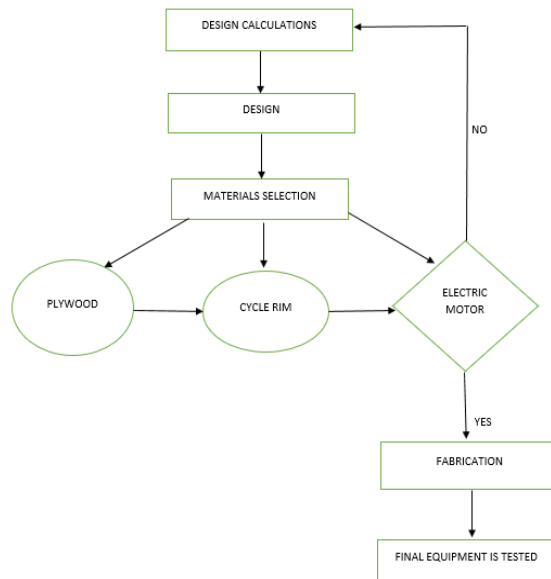 DESIGN CALCULATIONS
DESIGN
NO
MATERIALS SELECTION
PLYWOOD
CYCLE RIM
ELECTRIC
MOTOR
YES
FABRICATION
FINAL EQUIPMENT IS TESTED